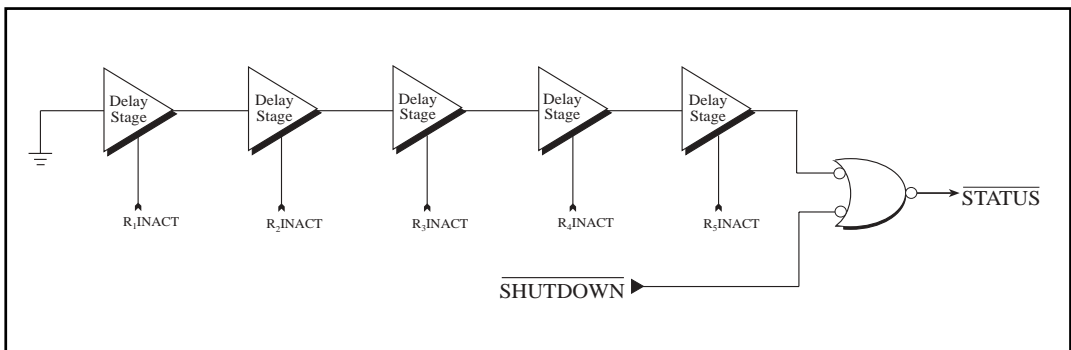 Delay
Stage
Delay
Stage
Delay
Stage
Delay
Stage
Delay
Stage
R₁INACT
R₂INACT
R₃INACT
R₄INACT
R₅INACT
STATUS
SHUTDOWN